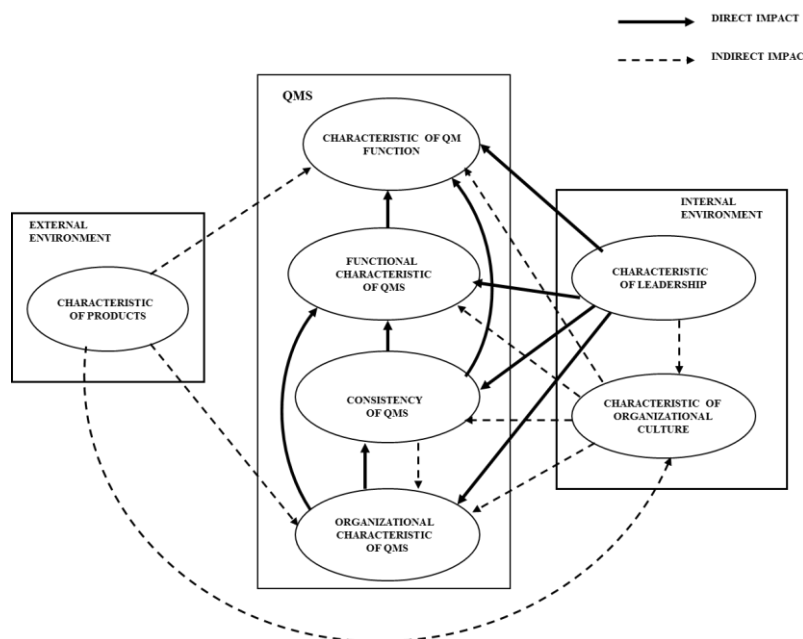 DIRECT IMPACT
INDIRECT IMPAC
QMS
CHARACTERISTIC OF QM
FUNCTION
EXTERNAL
ENVIRONMENT
INTERNAL
ENVIRONMENT
FUNCTIONAL
CHARACTERISTIC
OF QMS
CHARACTERISTIC
OF LEADERSHIP
CHARACTERISTIC
OF PRODUCTS
CONSISTENCY
OF QMS
CHARACTERISTIC OF
ORGANIZATIONAL
CULTURE
ORGANIZATIONAL
CHARACTERISTIC
OF QMS